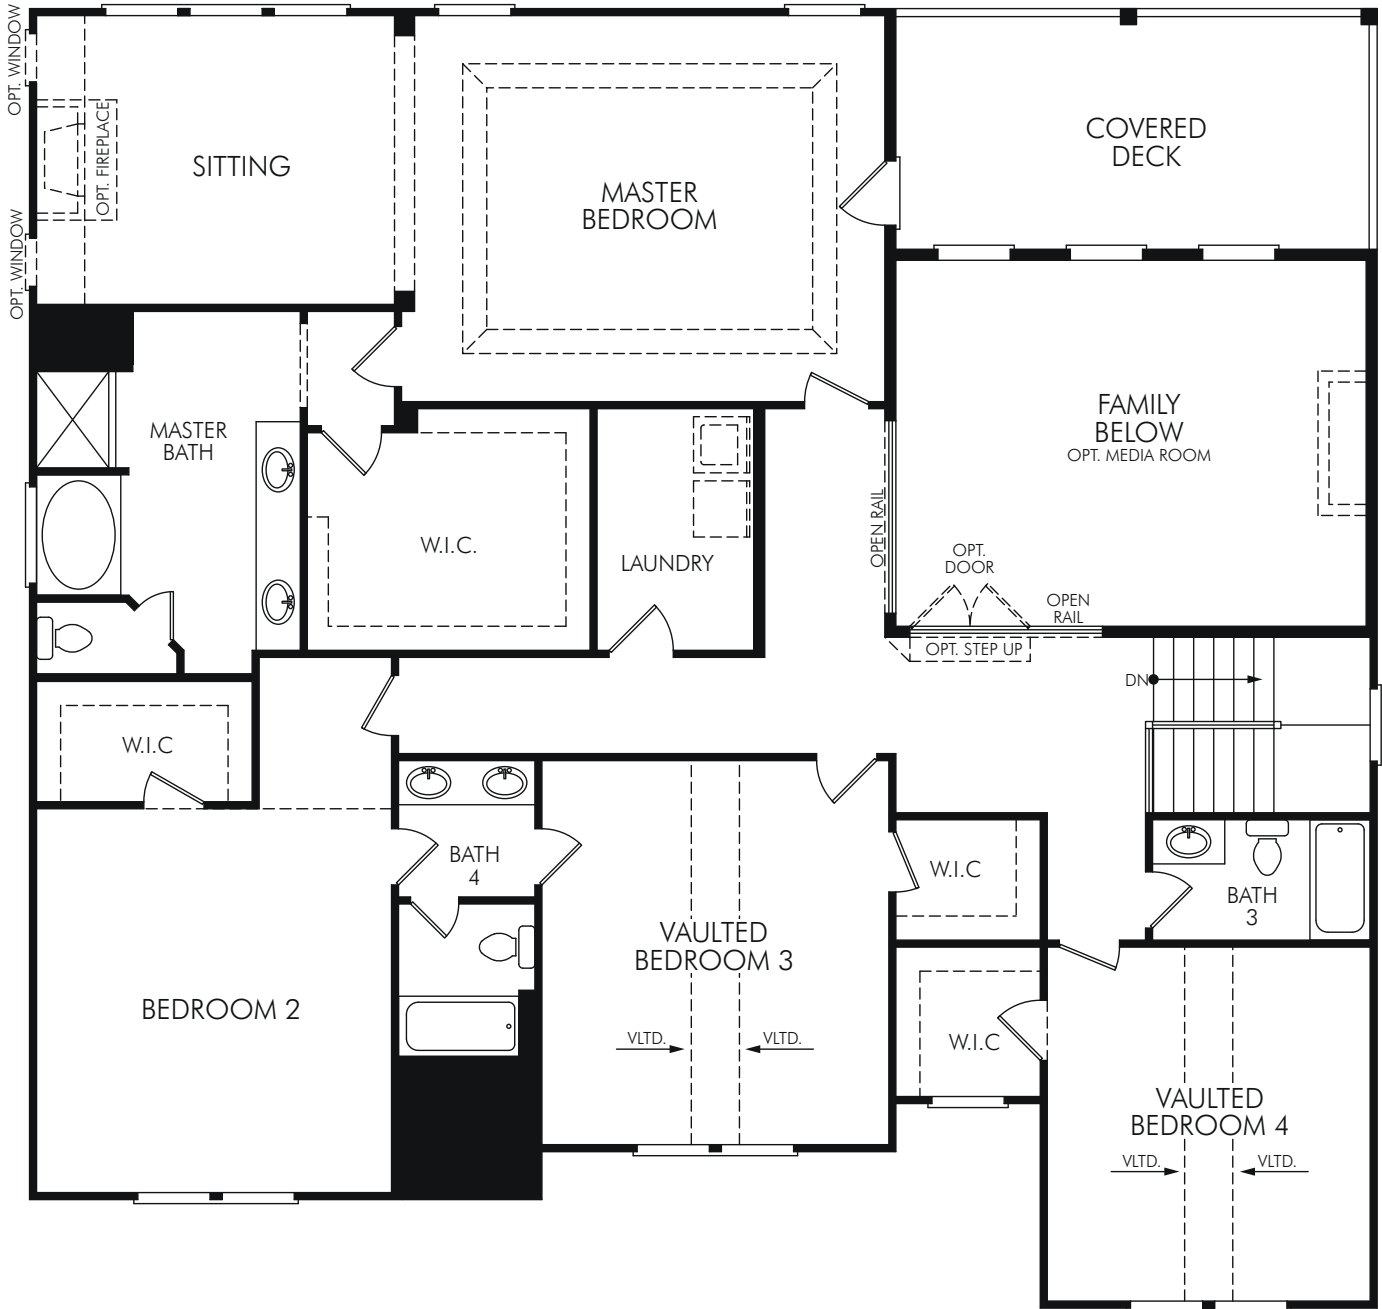 OPT. WINDOW
OPT. FIREPLACE
OPT. WINDOW
SITTING
MASTER
BEDROOM
COVERED
DECK
MASTER
BATH
W.I.C.
LAUNDRY
OPEN RAIL
FAMILY
BELOW
OPT. MEDIA ROOM
OPT.
DOOR
OPEN
RAIL
OPT. STEP UP
DN
W.I.C
BATH
4
W.I.C
BATH
3
BEDROOM 2
VAULTED
BEDROOM 3
VLTD.
VLTD.
W.I.C
VAULTED
BEDROOM 4
VLTD.
VLTD.